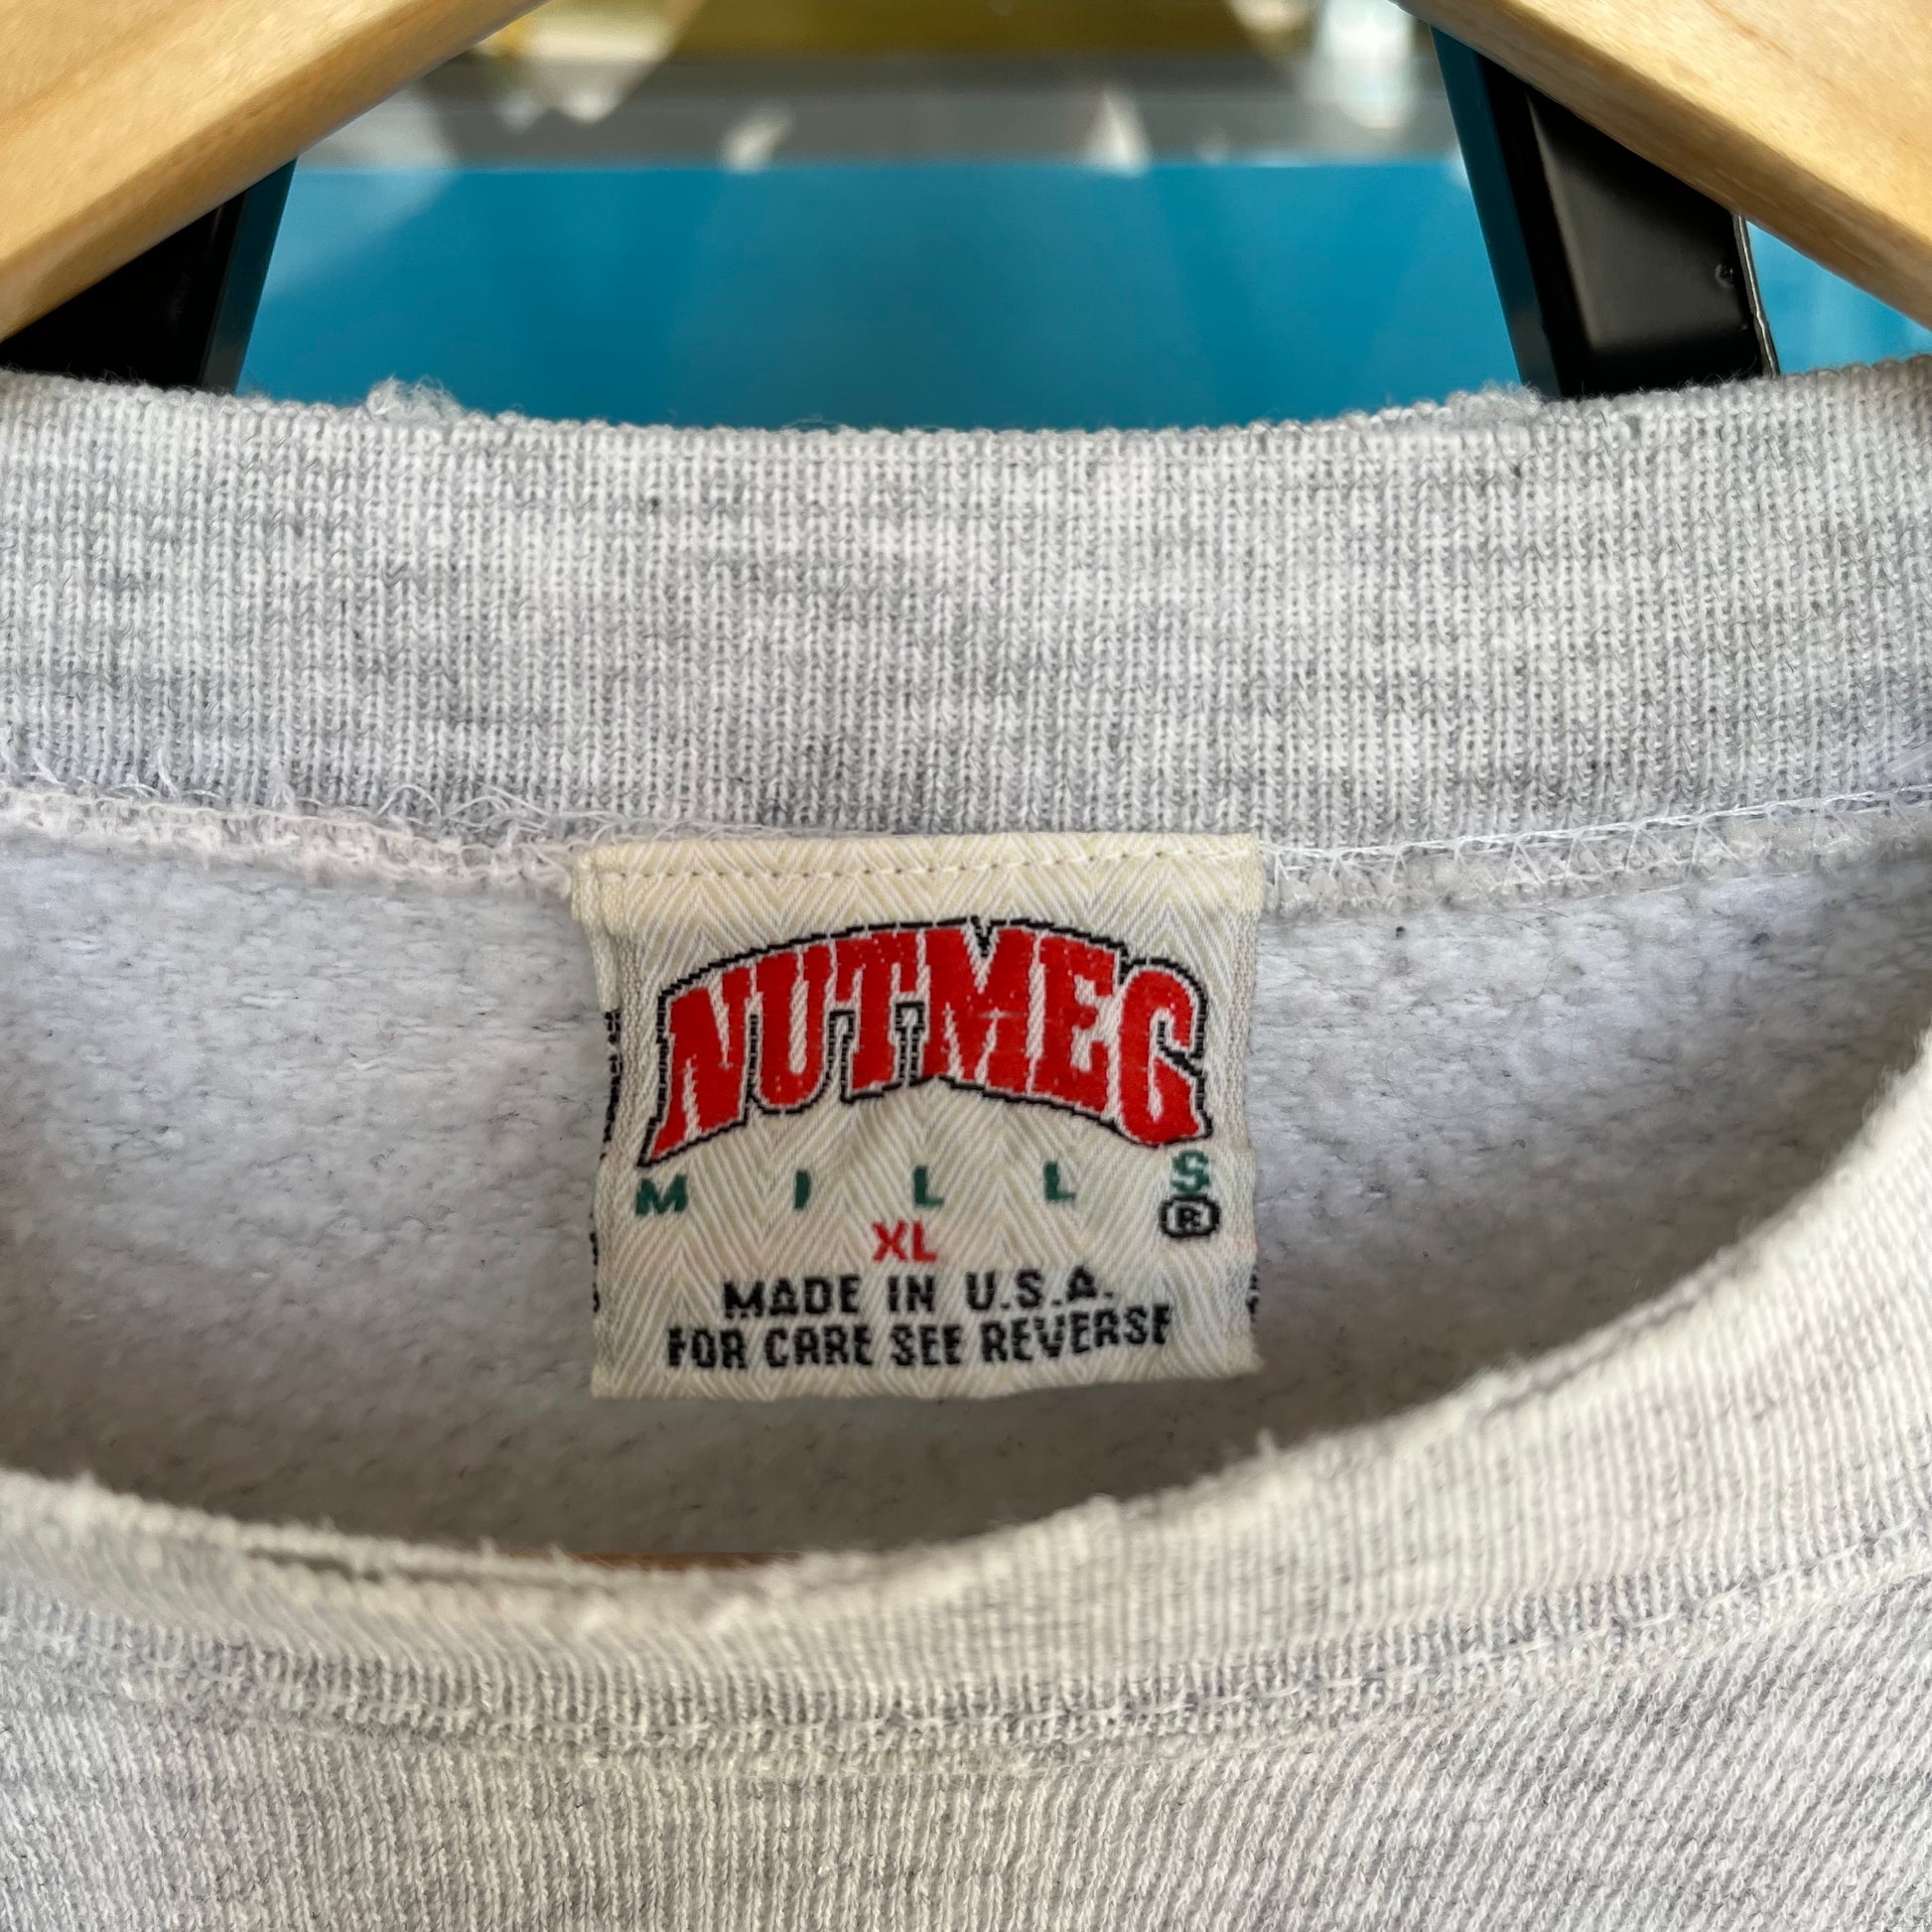 NUTMEG
MILLS
®
XL
MADE IN U.S.A.
FOR CARE SEE REVERSE